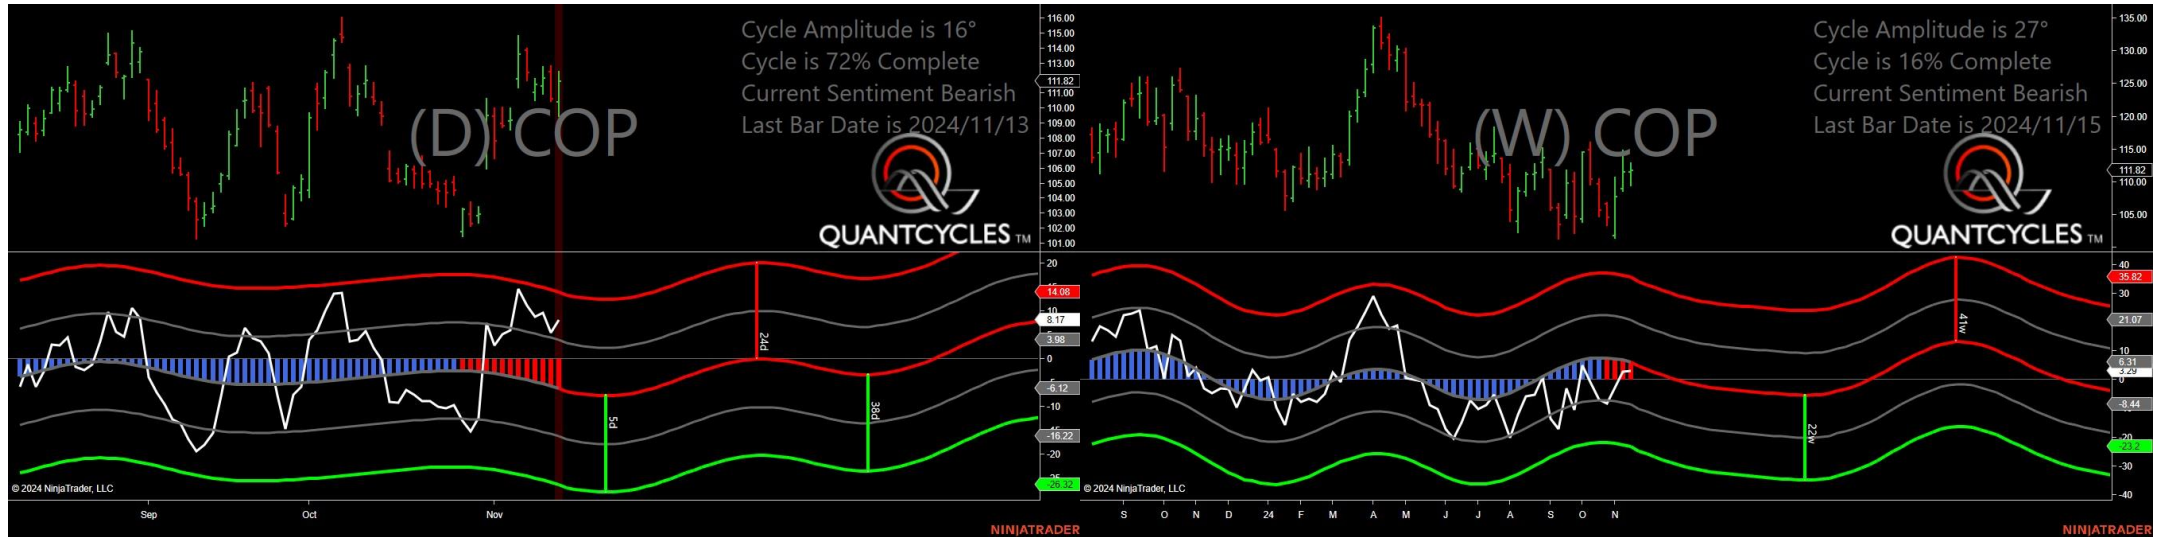 Cycle Amplitude is 16°
Cycle is 72% Complete
Current Sentiment Bearish
Last Bar Date is 2024/11/13
(D) COP
QUANTCYCLES TM
116.00
115.00
114.00
113.00
111.82
111.00
110.00
109.00
108.00
107.00
106.00
105.00
104.00
103.00
102.00
101.00
20
14.08
10
8.17
3.98
0
-6.12
-10
-16.22
-20
-26.32
24d
5d
38d
© 2024 NinjaTrader, LLC
Sep
Oct
Nov
NINJATRADER
Cycle Amplitude is 27°
Cycle is 16% Complete
Current Sentiment Bearish
Last Bar Date is 2024/11/15
(W) COP
QUANTCYCLES TM
135.00
130.00
125.00
120.00
115.00
111.82
110.00
105.00
40
35.82
30
21.07
10
6.31
3.29
0
-8.44
-20
-23.2
-30
-40
41w
22w
© 2024 NinjaTrader, LLC
S
O
N
D
24
F
M
A
M
J
J
A
S
O
N
NINJATRADER